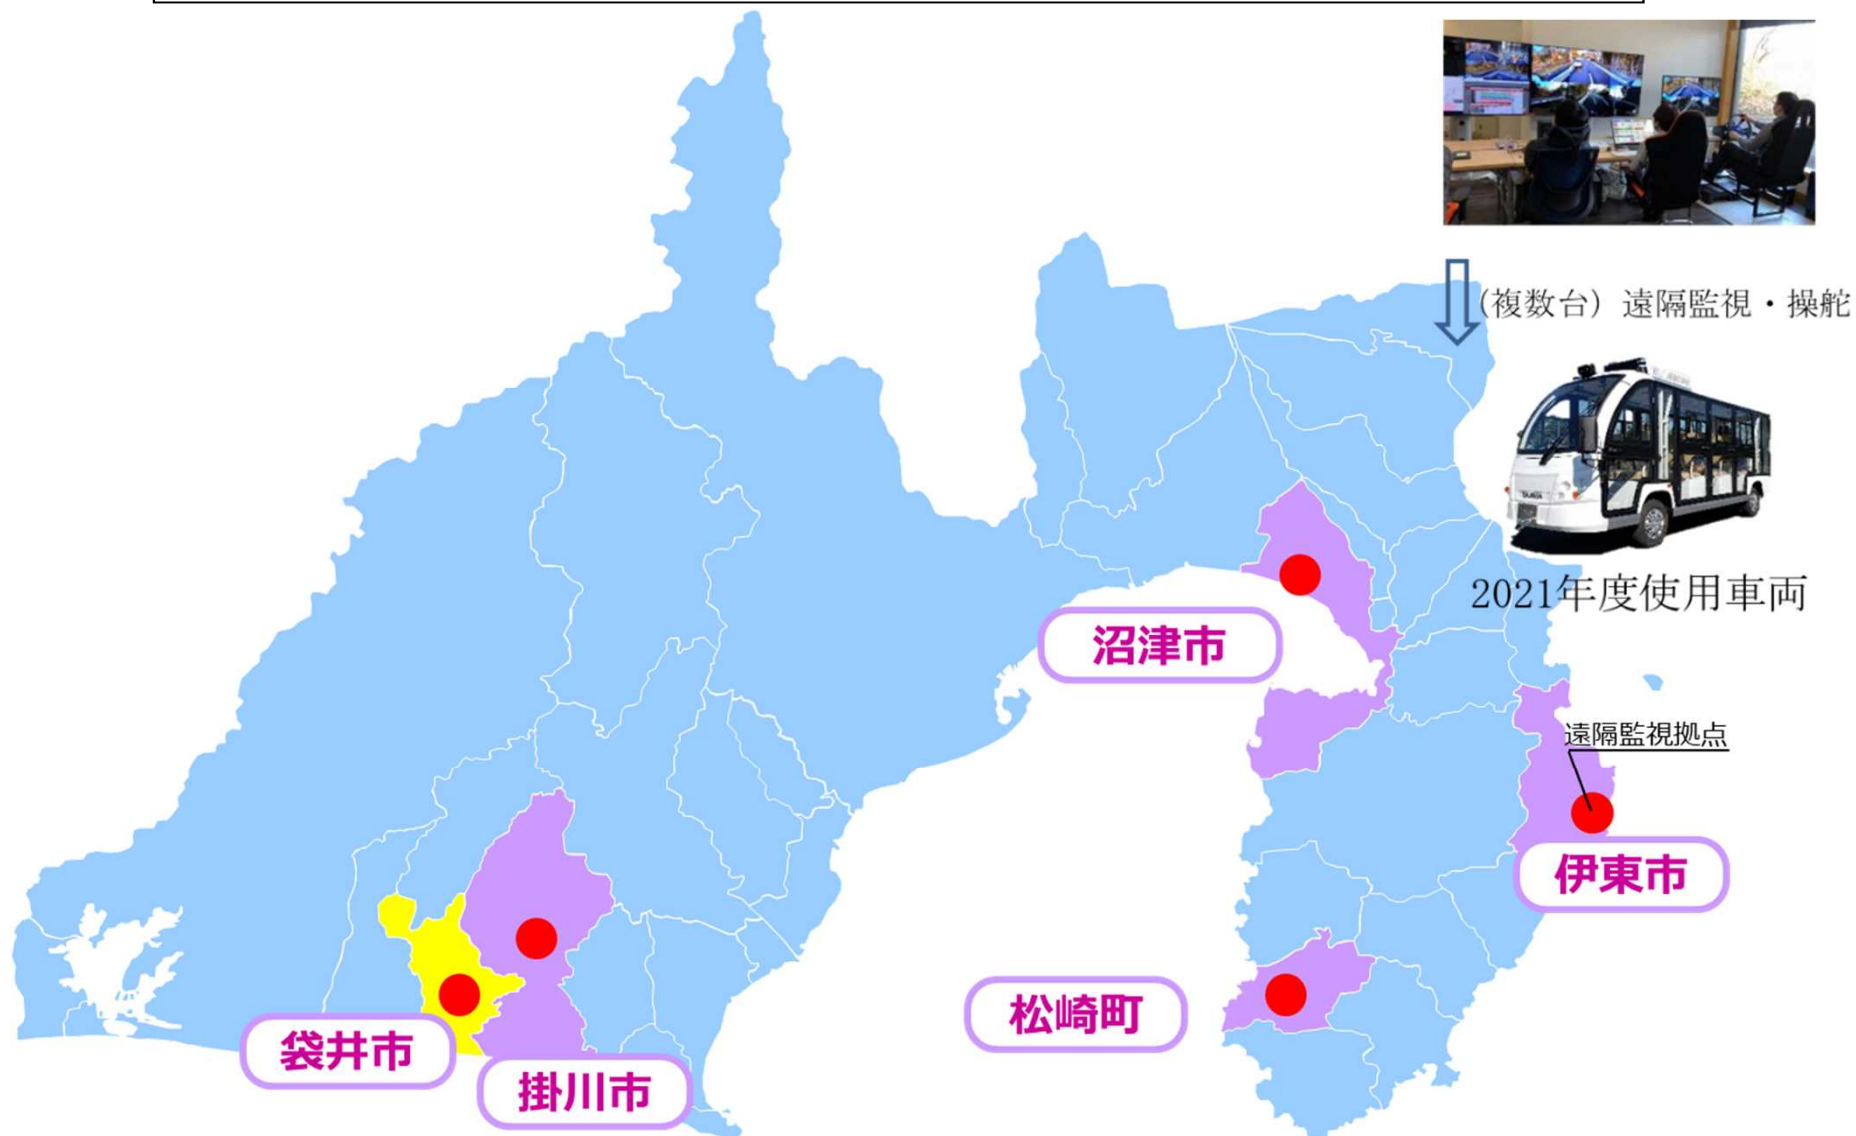 (複数台）遠隔監視・操舵
2021年度使用車両
沼津市
遠隔監視拠点
伊東市
松崎町
袋井市
掛川市